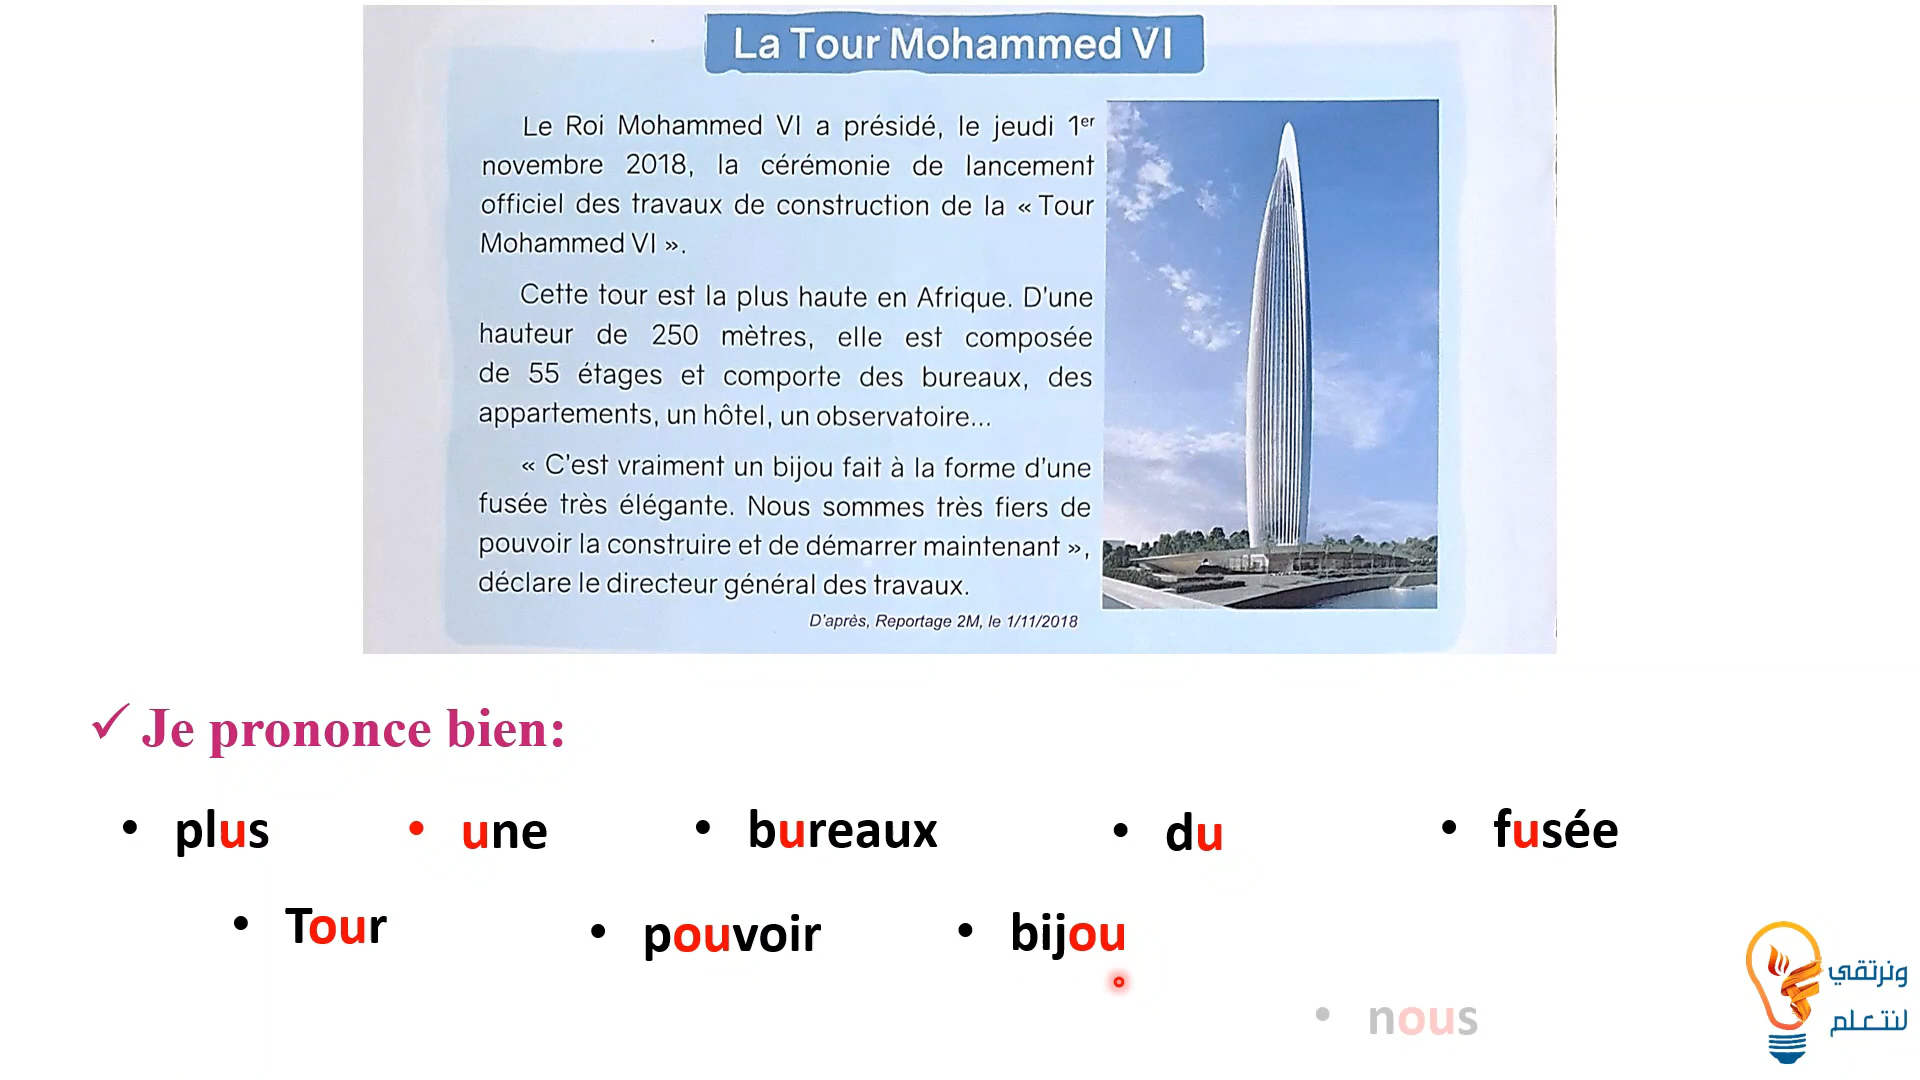 La Tour Mohammed VI
Le Roi Mohammed VI a présidé, le jeudi 1er
novembre 2018, la cérémonie de lancement
officiel des travaux de construction de la « Tour
Mohammed VI ».
Cette tour est la plus haute en Afrique. D'une
hauteur de 250 mètres, elle est composée
de 55 étages et comporte des bureaux, des
appartements, un hôtel, un observatoire...
« C'est vraiment un bijou fait à la forme d'une
fusée très élégante. Nous sommes très fiers de
pouvoir la construire et de démarrer maintenant »,
déclare le directeur général des travaux.
D'après, Reportage 2M, le 1/11/2018
✓ Je prononce bien:
• plus • une • bureaux • du • fusée
• Tour • pouvoir • bijou
• nous
ونرتقي
لنتعلم